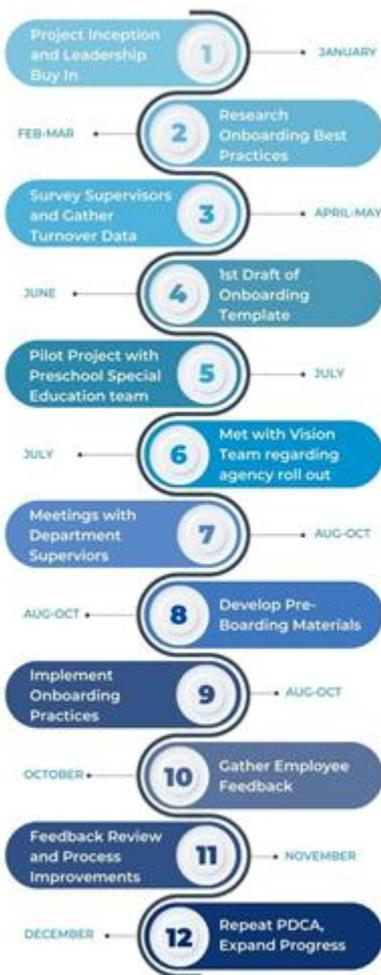 Project Inception
and Leadership
Buy In
1
JANUARY
FEB-MAR
2
Research
Onboarding Best
Practices
Survey Supervisors
and Gather
Turnover Data
3
APRIL-MAY
JUNE
4
1st Draft of
Onboarding
Template
Pilot Project with
Preschool Special
Education team
5
JULY
JULY
6
Met with Vision
Team regarding
agency roll out
Meetings with
Department
Superviors
7
AUG-OCT
AUG-OCT
8
Develop Pre-
Boarding Materials
Implement
Onboarding
Practices
9
AUG-OCT
OCTOBER
10
Gather Employee
Feedback
Feedback Review
and Process
Improvements
11
NOVEMBER
DECEMBER
12
Repeat PDCA,
Expand Progress